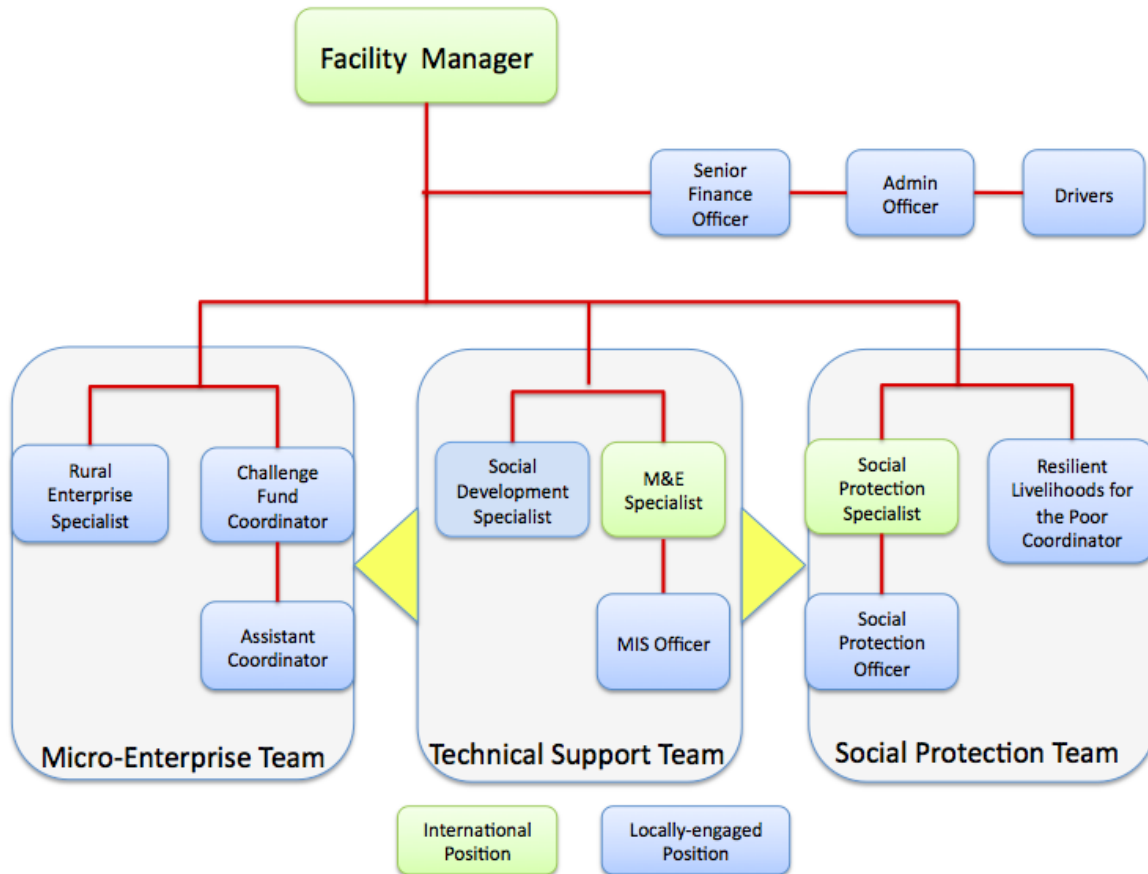 Facility Manager
Senior
Finance
Officer
Admin
Officer
Drivers
Rural
Enterprise
Specialist
Challenge
Fund
Coordinator
Assistant
Coordinator
Micro-Enterprise Team
Social
Development
Specialist
M&E
Specialist
MIS Officer
Technical Support Team
Social
Protection
Specialist
Resilient
Livelihoods for
the Poor
Coordinator
Social
Protection
Officer
Social Protection Team
International
Position
Locally-engaged
Position